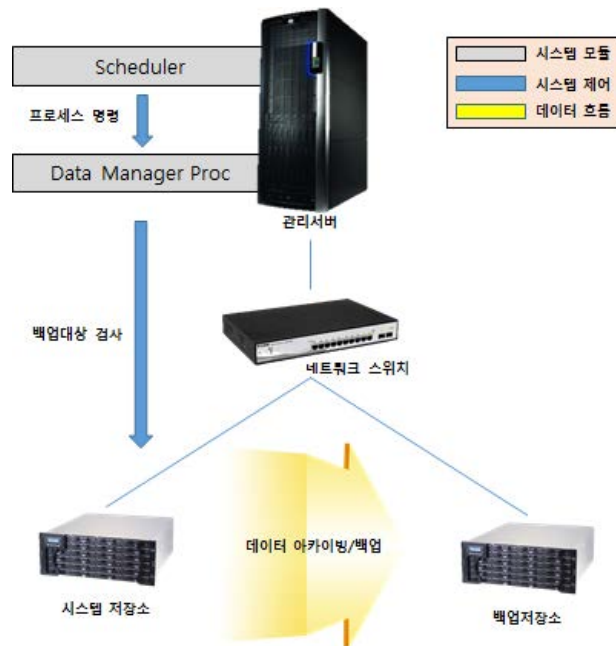 Scheduler
프로세스 명령
Data Manager Proc
관리서버
시스템 모듈
시스템 제어
데이터 흐름
백업대상 검사
네트워크 스위치
데이터 아카이빙/백업
시스템 저장소
백업저장소